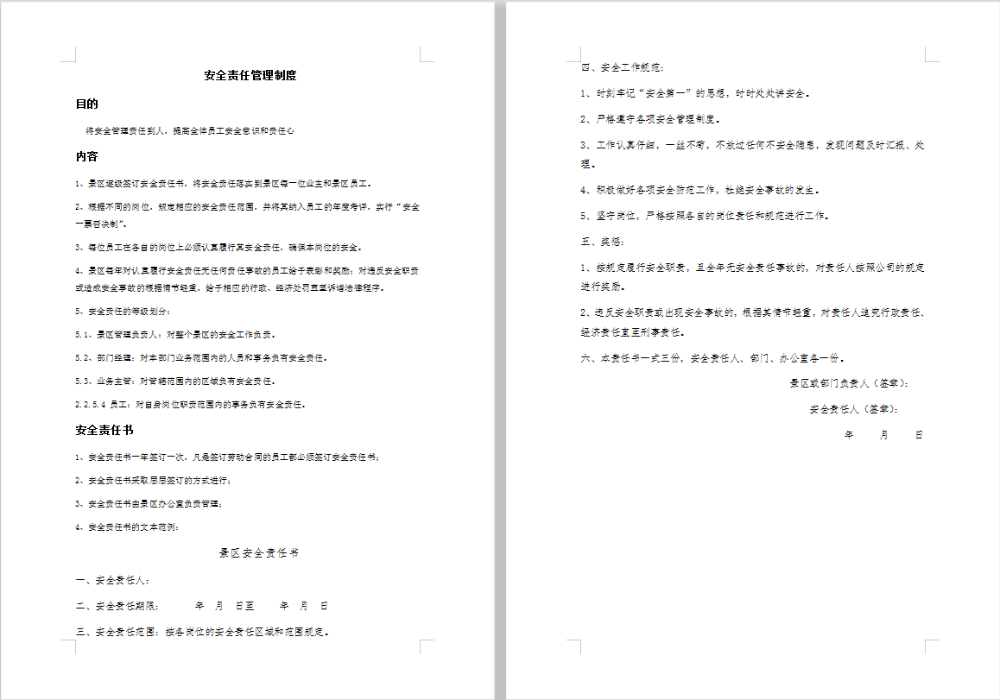 安全责任管理制度
目的
将安全管理责任到人，提高全体员工安全意识和责任心
内容
1、景区逐级签订安全责任书，将安全责任落实到景区每一位业主和景区员工。
2、根据不同的岗位，规定相应的安全责任范围，并将其纳入员工的年度考评，实行“安全
一票否决制”。
3、每位员工在各自的岗位上必须认真履行其安全责任，确保本岗位的安全。
4、景区每年对认真履行安全责任无任何责任事故的员工给予表彰和奖励；对违反安全职责
或造成安全事故的根据情节轻重，给予相应的行政、经济处罚直至诉诸法律程序。
5、安全责任的等级划分：
5.1、景区管理负责人：对整个景区的安全工作负责。
5.2、部门经理：对本部门业务范围内的人员和事务负有安全责任。
5.3、业务主管：对管辖范围内的区域负有安全责任。
2.2.5.4 员工：对自身岗位职责范围内的事务负有安全责任。
安全责任书
1、安全责任书一年签订一次，凡是签订劳动合同的员工都必须签订安全责任书；
2、安全责任书采取层层签订的方式进行；
3、安全责任书由景区办公室负责管理；
4、安全责任书的文本范例：
景区安全责任书
一、安全责任人：
二、安全责任期限： 年 月 日至 年 月 日
三、安全责任范围：按各岗位的安全责任区域和范围规定。
四、安全工作规范：
1、时刻牢记“安全第一”的思想，时时处处讲安全。
2、严格遵守各项安全管理制度。
3、工作认真仔细，一丝不苟，不放过任何不安全隐患，发现问题及时汇报、处
理。
4、积极做好各项安全防范工作，杜绝安全事故的发生。
5、坚守岗位，严格按照各自的岗位责任和规范进行工作。
五、奖惩：
1、按规定履行安全职责，且全年无安全责任事故的，对责任人按照公司的规定
进行奖励。
2、违反安全职责或出现安全事故的，根据其情节轻重，对责任人追究行政责任、
经济责任直至刑事责任。
六、本责任书一式三份，安全责任人、部门、办公室各一份。
景区或部门负责人（签章）：
安全责任人（签章）：
年 月 日